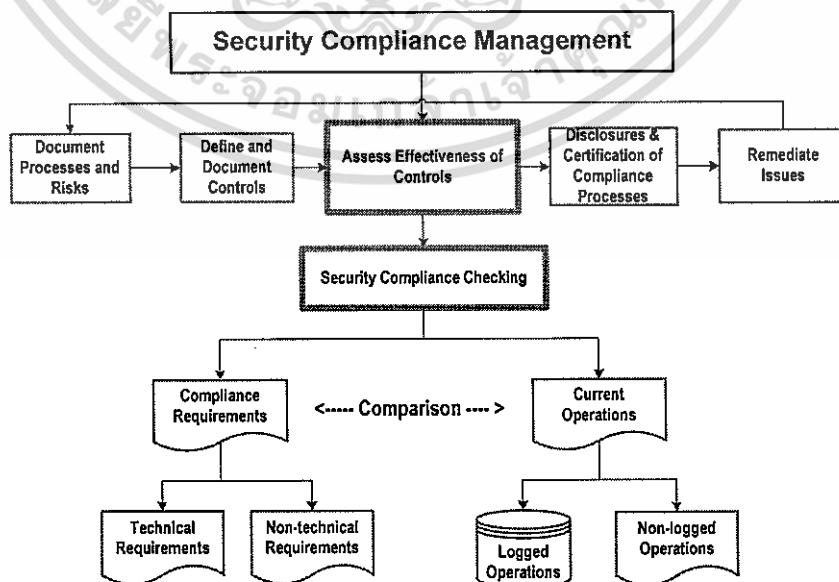 Security Compliance Management
Document
Processes and
Risks
Define and
Document
Controls
Assess Effectiveness of
Controls
Disclosures &
Certification of
Compliance
Processes
Remediate
Issues
Security Compliance Checking
Compliance
Requirements
<----- Comparison ---- >
Current
Operations
Technical
Requirements
Non-technical
Requirements
Logged
Operations
Non-logged
Operations